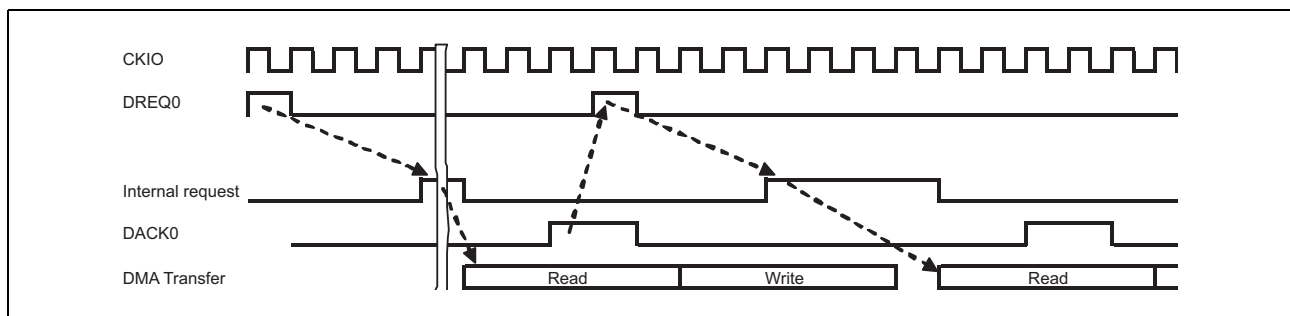 CKIO
DREQ0
Internal request
DACK0
DMA Transfer Read Write Read